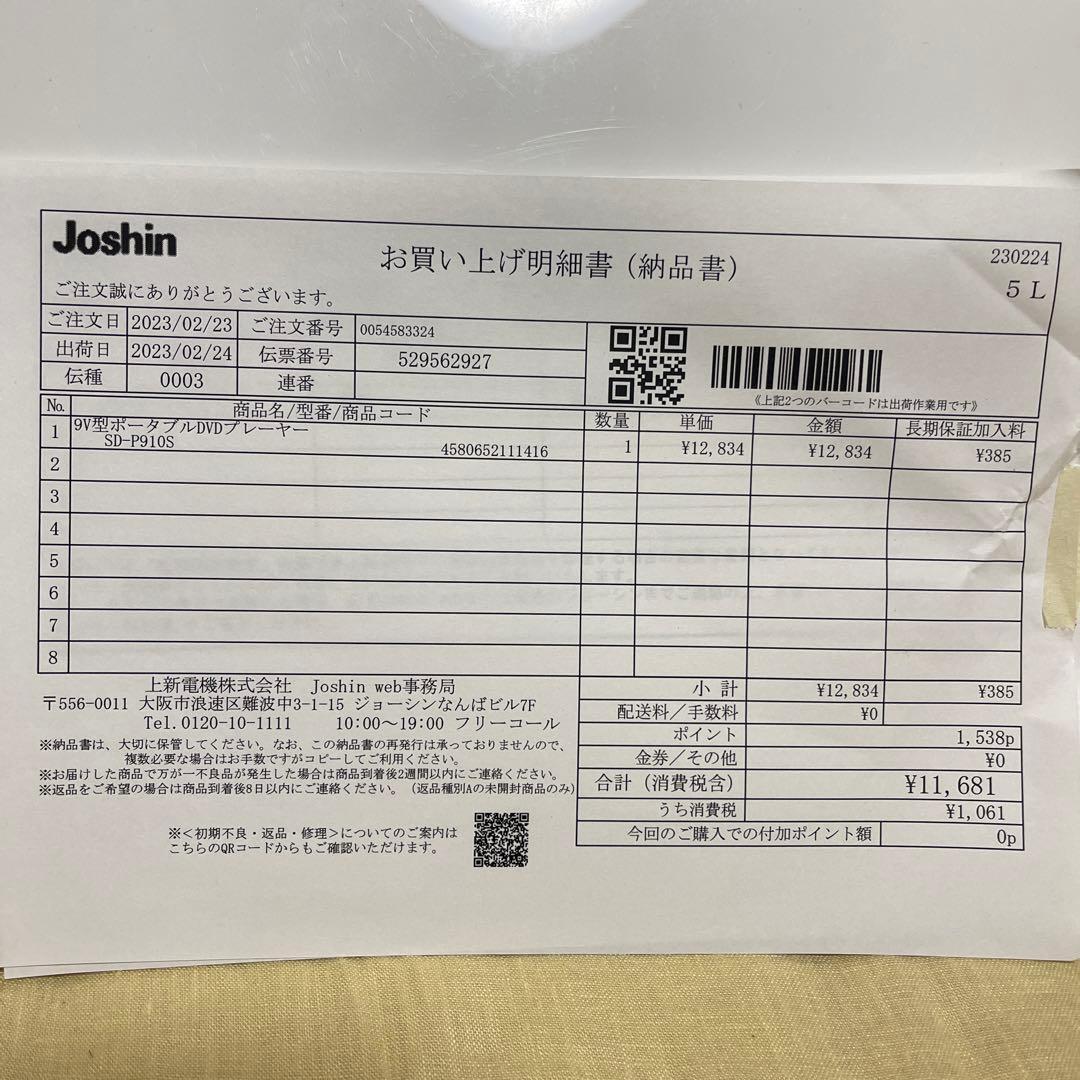 Joshin
お買い上げ明細書（納品書）
230224
５Ｌ
ご注文誠にありがとうございます。
ご注文日 2023/02/23 ご注文番号 0054583324
出荷日 2023/02/24 伝票番号 529562927
伝種 0003 連番
《上記2つのバーコードは出荷作業用です》
No. 商品名/型番/商品コード 数量 単価 金額 長期保証加入料
1 9V型ポータブルDVDプレーヤー
SD-P910S 4580652111416 1 ¥12,834 ¥12,834 ¥385
2
3
4
5
6
7
8
小計 ¥12,834 ¥385
配送料／手数料 ¥0
ポイント 1,538p
金券／その他 ¥0
合計（消費税含） ¥11,681
うち消費税 ¥1,061
今回のご購入での付加ポイント額 0p
上新電機株式会社 Joshin web事務局
〒556-0011 大阪市浪速区難波中3-1-15 ジョーシンなんばビル7F
Tel.0120-10-1111 10:00～19:00 フリーコール
※納品書は、大切に保管してください。なお、この納品書の再発行は承っておりませんので、
複数必要な場合はお手数ですがコピーしてご利用ください。
※お届けした商品で万が一不良品が発生した場合は商品到着後2週間以内にご連絡ください。
※返品をご希望の場合は商品到着後8日以内にご連絡ください。（返品種別Aの未開封商品のみ）
※＜初期不良・返品・修理＞についてのご案内は
こちらのQRコードからもご確認いただけます。